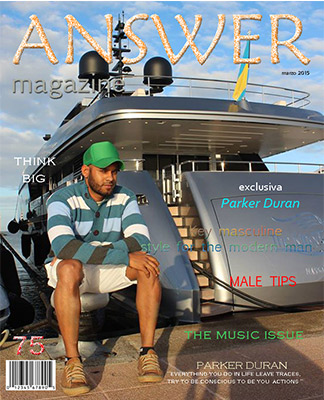 ANSWER
magazine
marzo 2015
THINK
BIG
exclusiva
Parker Duran
key masculine
style for the modern man
MALE TIPS
THE MUSIC ISSUE
75
PARKER DURAN
"EVERYTHING YOU DO IN LIFE LEAVE TRACES,
TRY TO BE CONSCIOUS TO BE YOU ACTIONS "